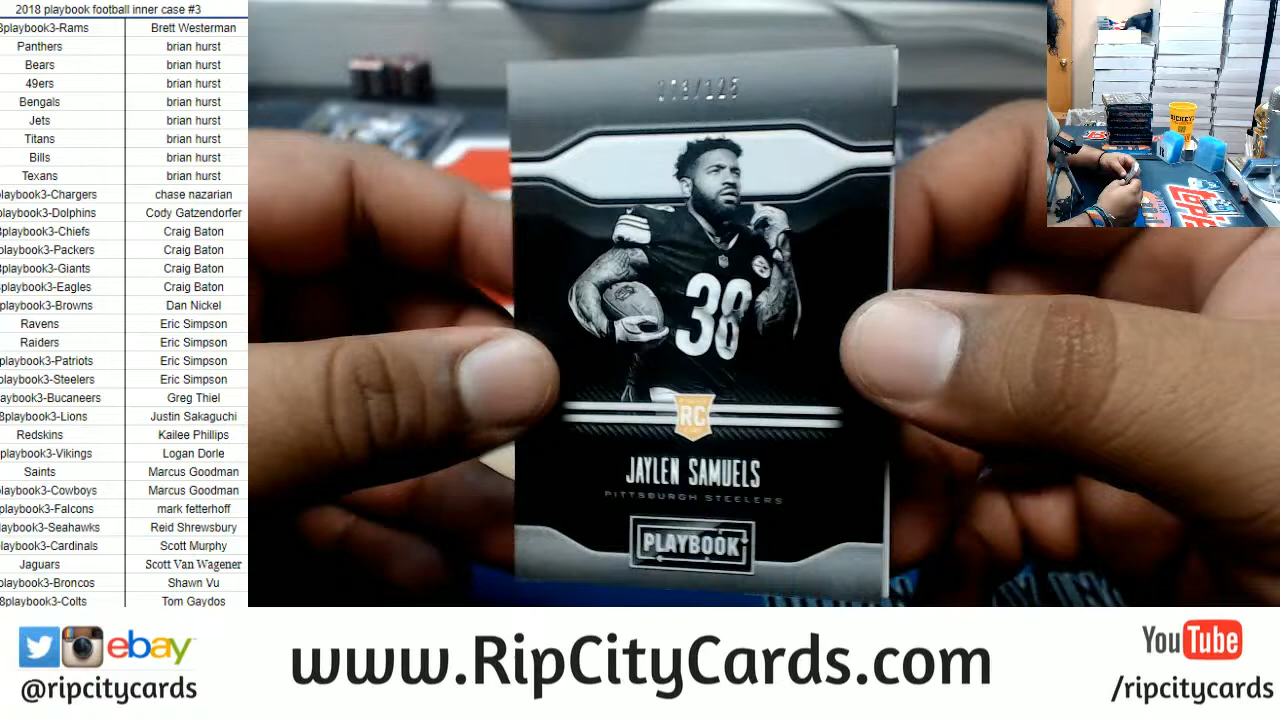 2018 playbook football inner case #3
8playbook3-Rams Brett Westerman
Panthers brian hurst
Bears brian hurst
49ers brian hurst
Bengals brian hurst
Jets brian hurst
Titans brian hurst
Bills brian hurst
Texans brian hurst
playbook3-Chargers chase nazarian
playbook3-Dolphins Cody Gatzendorfer
8playbook3-Chiefs Craig Baton
playbook3-Packers Craig Baton
8playbook3-Giants Craig Baton
playbook3-Eagles Craig Baton
playbook3-Browns Dan Nickel
Ravens Eric Simpson
Raiders Eric Simpson
playbook3-Patriots Eric Simpson
playbook3-Steelers Eric Simpson
aybook3-Bucaneers Greg Thiel
8playbook3-Lions Justin Sakaguchi
Redskins Kailee Phillips
playbook3-Vikings Logan Dorle
Saints Marcus Goodman
laybook3-Cowboys Marcus Goodman
playbook3-Falcons mark fetterhoff
aybook3-Seahawks Reid Shrewsbury
aybook3-Cardinals Scott Murphy
Jaguars Scott Van Wagener
playbook3-Broncos Shawn Vu
8playbook3-Colts Tom Gaydos
38
RC
JAYLEN SAMUELS
PITTSBURGH STEELERS
PLAYBOOK
ebay
@ripcitycards
www.RipCityCards.com
YouTube
/ripcitycards